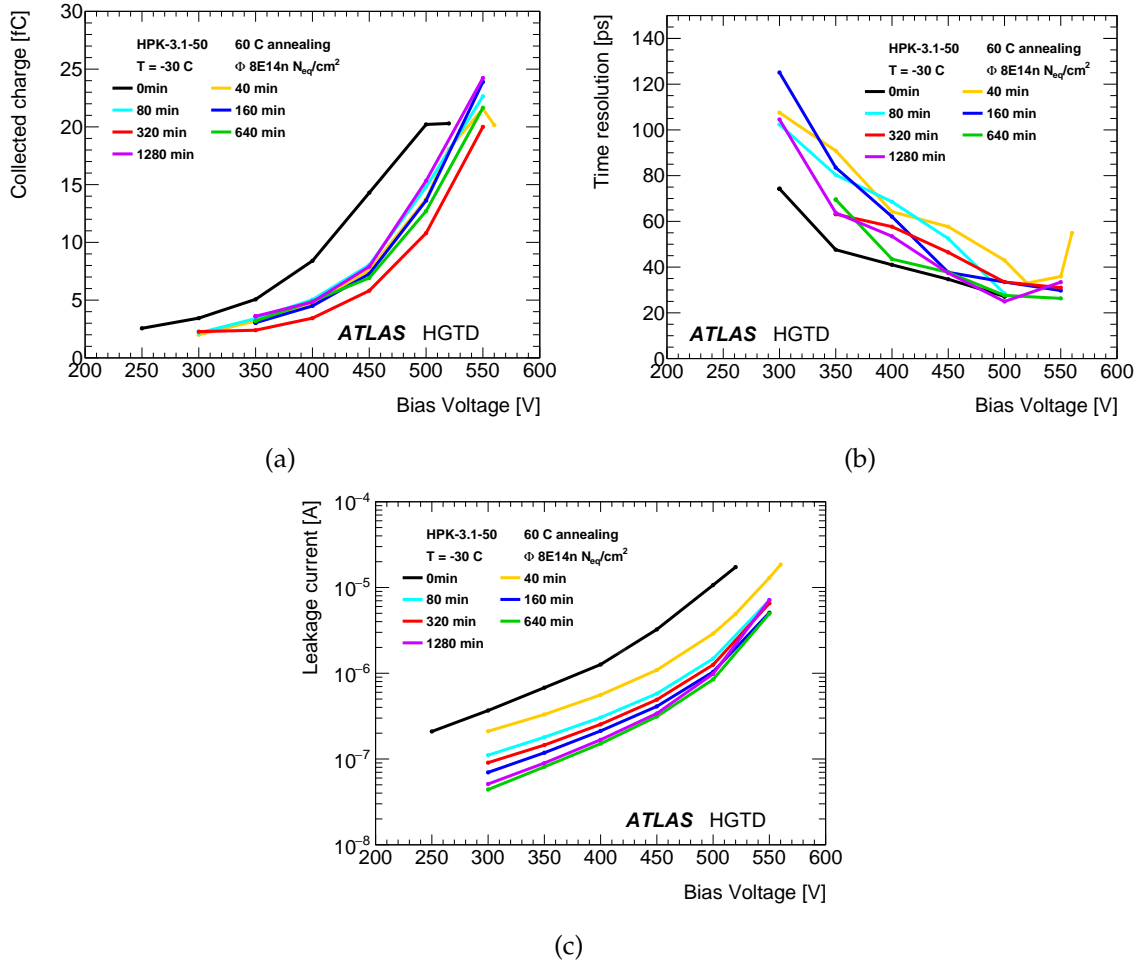 Collected charge [fC]
30
25
20
15
10
5
0
HPK-3.1-50 60 C annealing
T = -30 C Φ 8E14n Neq/cm2
0min 40 min
80 min 160 min
320 min 640 min
1280 min
ATLAS HGTD
200 250 300 350 400 450 500 550 600
Bias Voltage [V]
(a)
Time resolution [ps]
140
120
100
80
60
40
20
0
HPK-3.1-50 60 C annealing
T = -30 C Φ 8E14n Neq/cm2
0min 40 min
80 min 160 min
320 min 640 min
1280 min
ATLAS HGTD
200 250 300 350 400 450 500 550 600
Bias Voltage [V]
(b)
Leakage current [A]
10−4
10−5
10−6
10−7
10−8
HPK-3.1-50 60 C annealing
T = -30 C Φ 8E14n Neq/cm2
0min 40 min
80 min 160 min
320 min 640 min
1280 min
ATLAS HGTD
200 250 300 350 400 450 500 550 600
Bias Voltage [V]
(c)